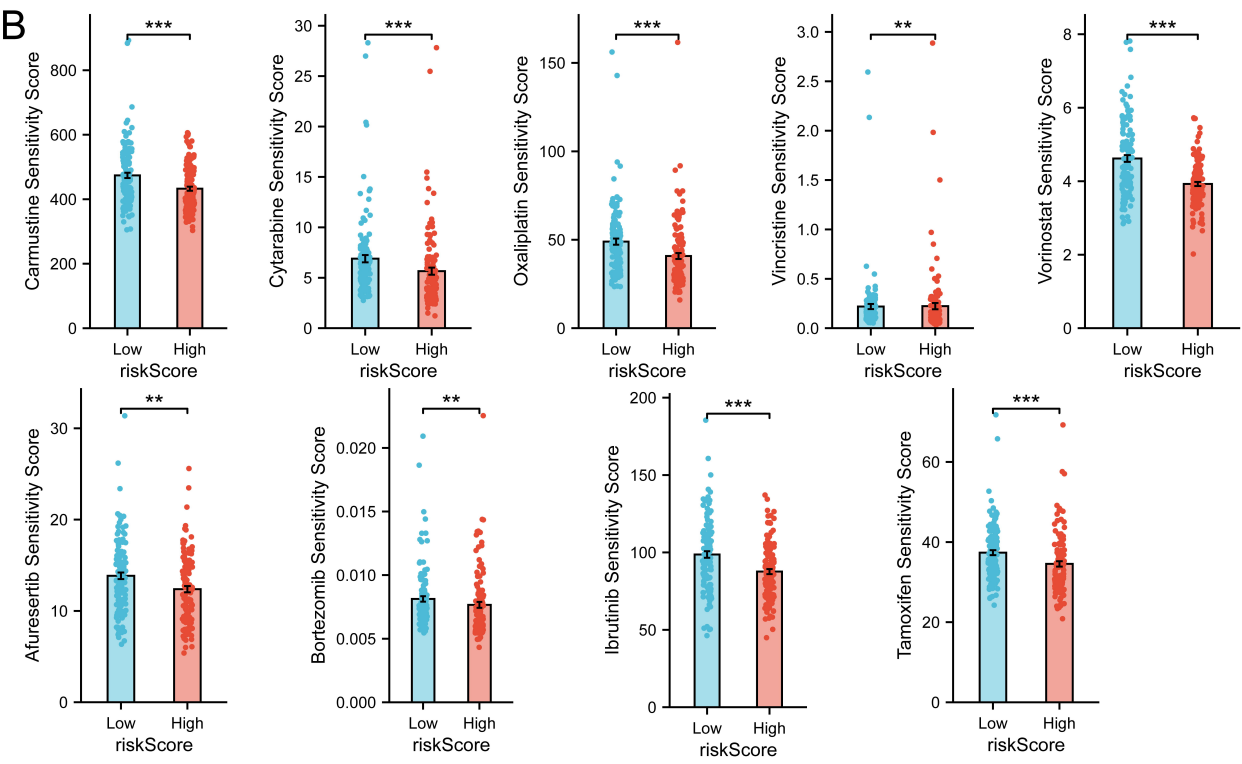 B
Carmustine Sensitivity Score
800
600
400
200
0
***
Low High
riskScore
Cytarabine Sensitivity Score
30
25
20
15
10
5
0
***
Low High
riskScore
Oxaliplatin Sensitivity Score
150
100
50
0
***
Low High
riskScore
Vincristine Sensitivity Score
3.0
2.5
2.0
1.5
1.0
0.5
0.0
**
Low High
riskScore
Vorinostat Sensitivity Score
8
6
4
2
0
***
Low High
riskScore
Afuresertib Sensitivity Score
30
20
10
0
**
Low High
riskScore
Bortezomib Sensitivity Score
0.020
0.015
0.010
0.005
0.000
**
Low High
riskScore
Ibrutinib Sensitivity Score
200
150
100
50
0
***
Low High
riskScore
Tamoxifen Sensitivity Score
60
40
20
0
***
Low High
riskScore